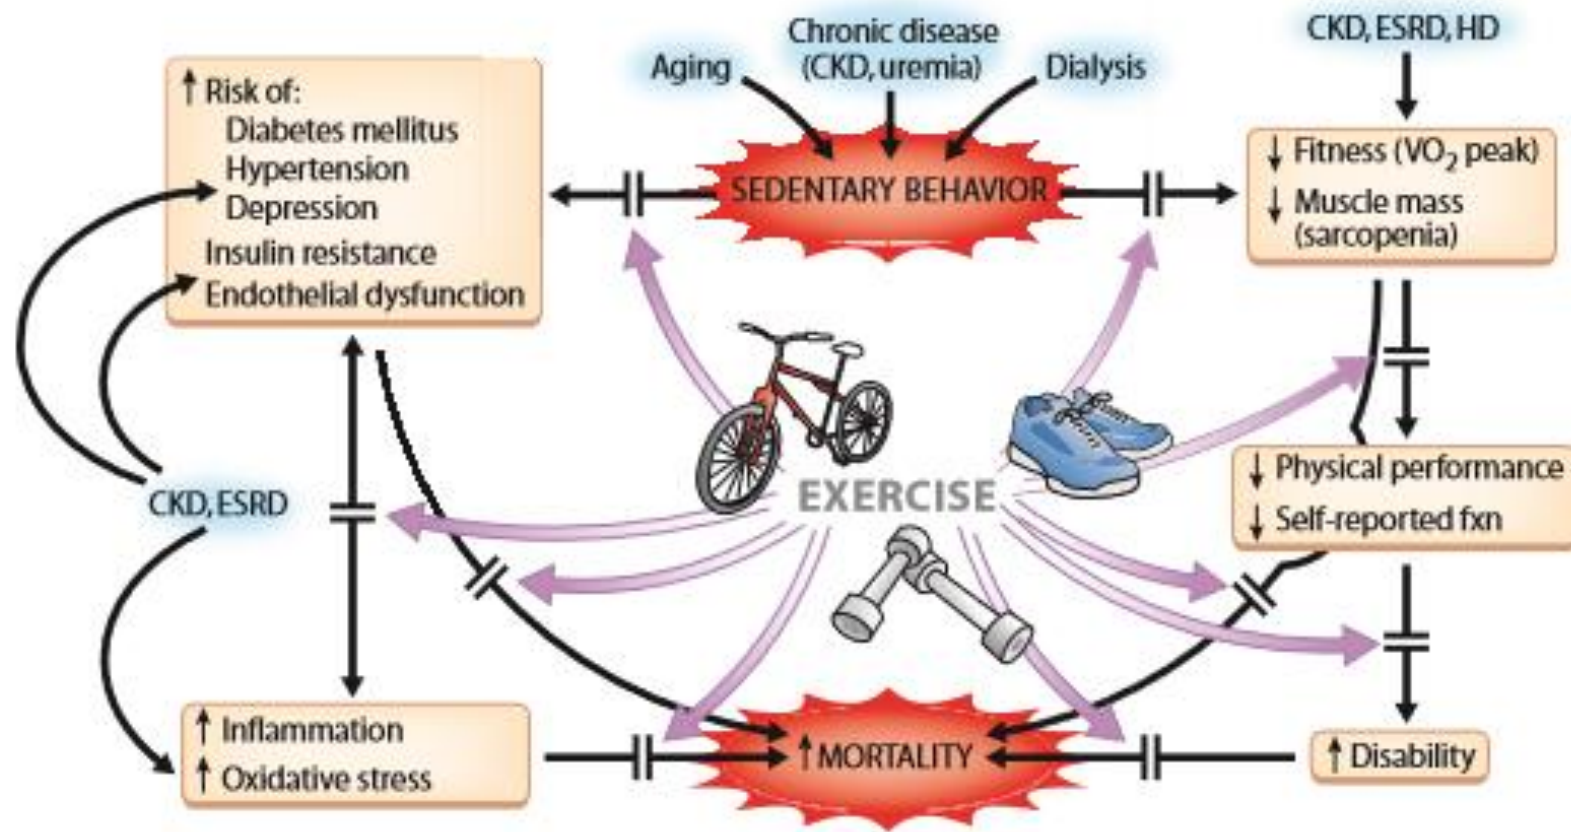 Chronic disease
(CKD, uremia)
Aging
Dialysis
CKD, ESRD, HD
↑ Risk of:
Diabetes mellitus
Hypertension
Depression
Insulin resistance
Endothelial dysfunction
SEDENTARY BEHAVIOR
↓ Fitness (VO₂ peak)
↓ Muscle mass
(sarcopenia)
CKD, ESRD
EXERCISE
↓ Physical performance
↓ Self-reported fxn
↑ Inflammation
↑ Oxidative stress
↑ MORTALITY
↑ Disability